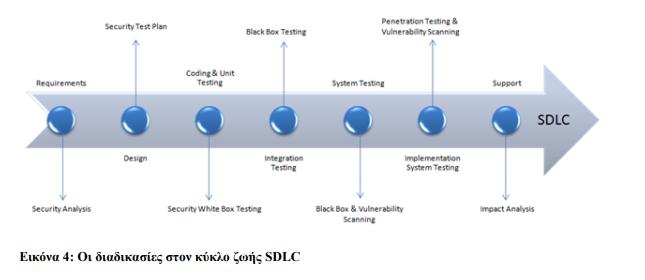 Security Test Plan
Black Box Testing
Penetration Testing &
Vulnerability Scanning
Requirements
Coding & Unit
Testing
System Testing
Support
SDLC
Design
Integration
Testing
Implementation
System Testing
Security Analysis
Security White Box Testing
Black Box & Vulnerability
Scanning
Impact Analysis
Εικόνα 4: Οι διαδικασίες στον κύκλο ζωής SDLC